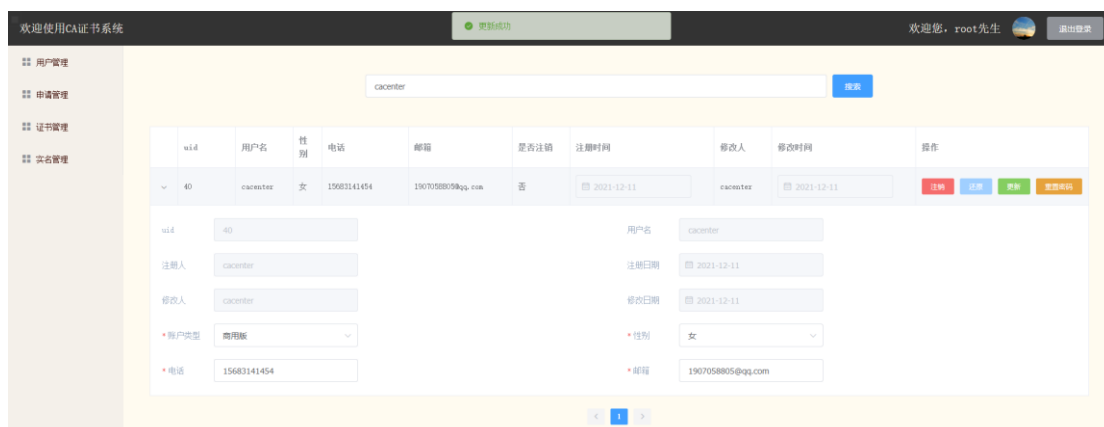 欢迎使用CA证书系统
更新成功
欢迎您，root先生
退出登录
用户管理
申请管理
证书管理
实名管理
cacenter
搜索
uid 用户名 性别 电话 邮箱 是否注销 注册时间 修改人 修改时间 操作
40 cacenter 女 15683141454 1907058805@qq.com 否 2021-12-11 cacenter 2021-12-11 注销 还原 更新 重置密码
uid 40 用户名 cacenter
注册人 cacenter 注册日期 2021-12-11
修改人 cacenter 修改日期 2021-12-11
*账户类型 商用版 *性别 女
*电话 15683141454 *邮箱 1907058805@qq.com
1